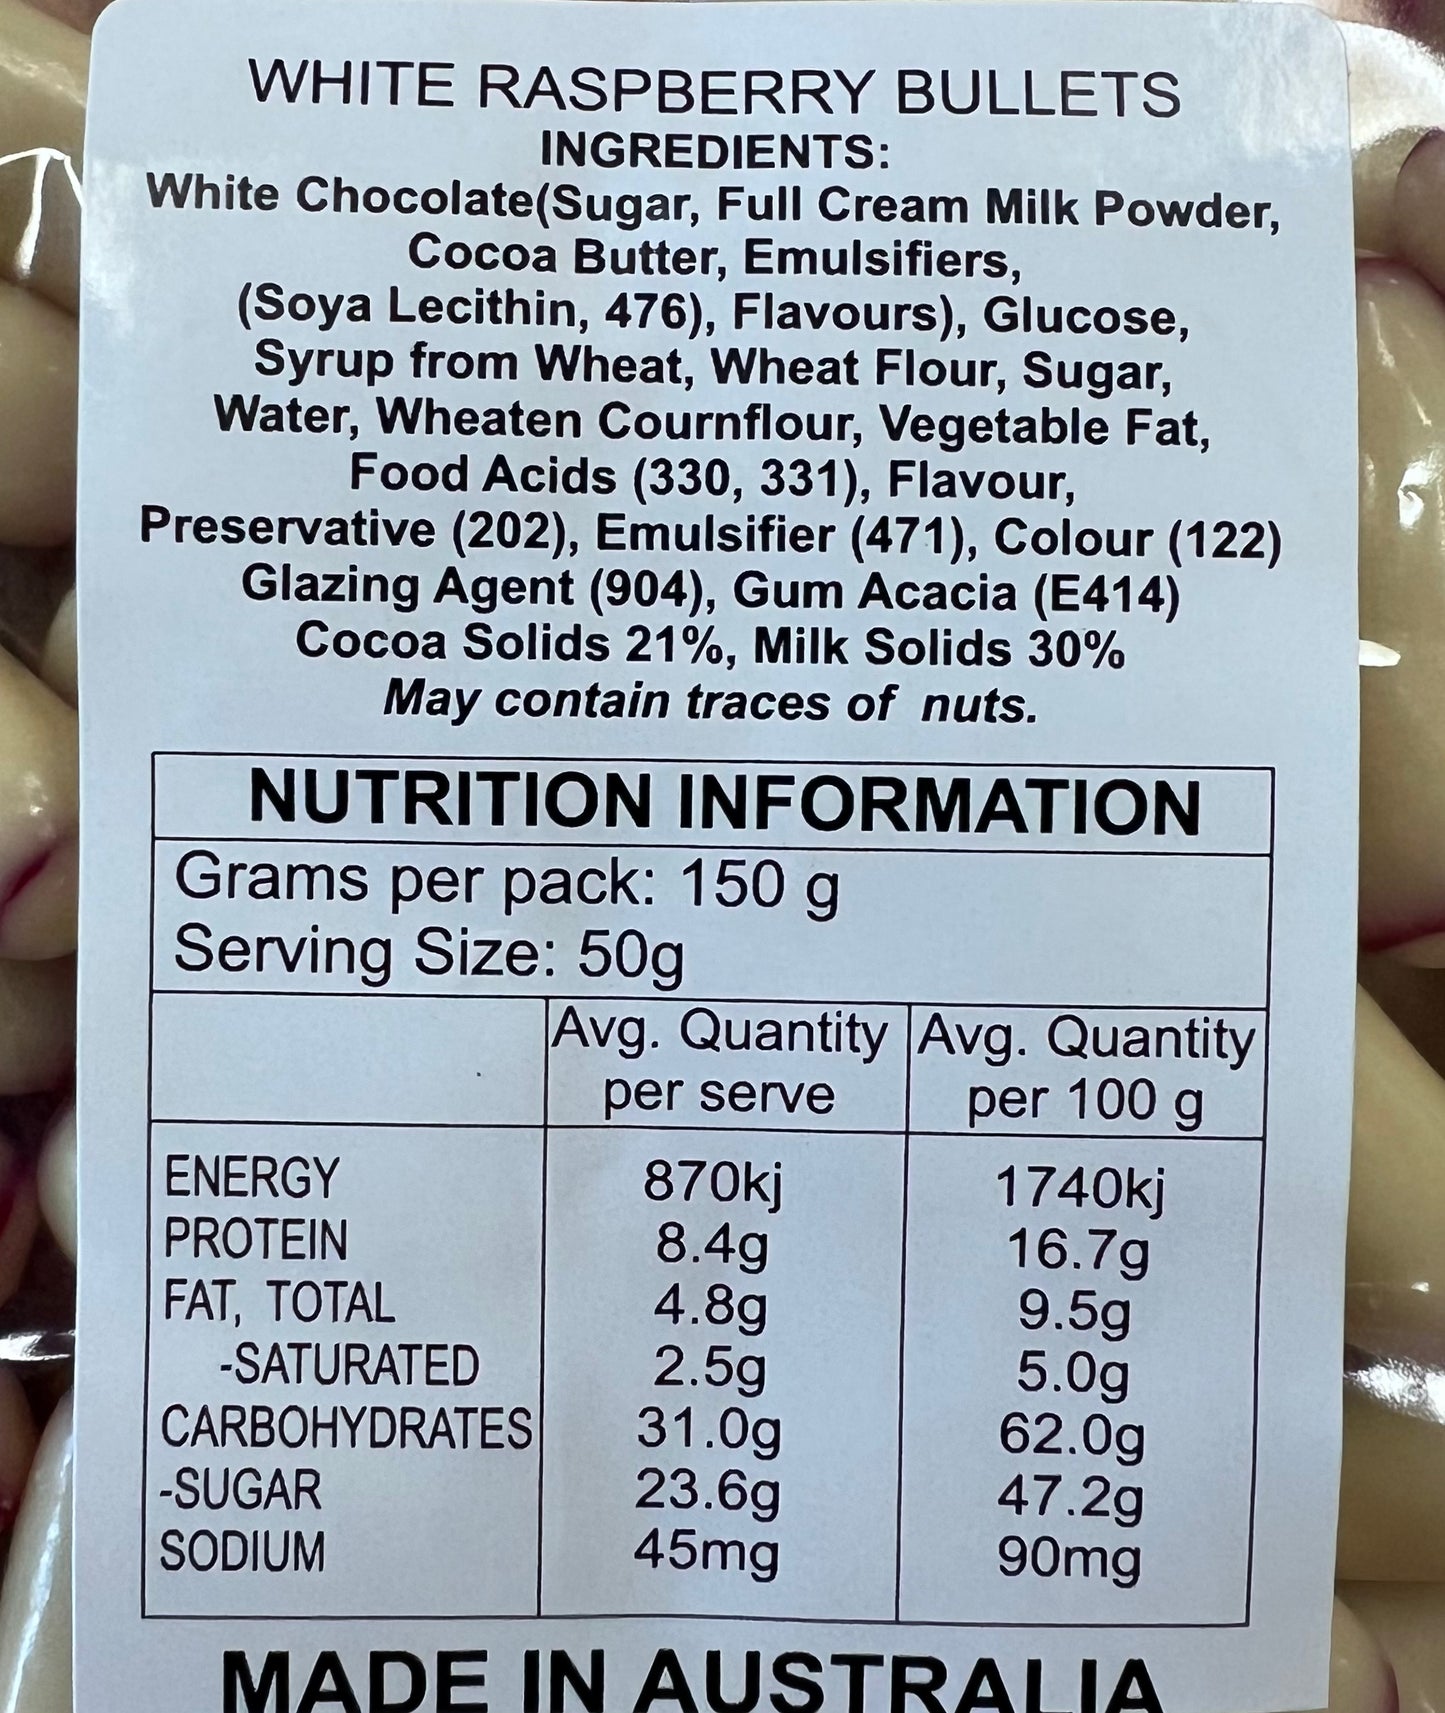 WHITE RASPBERRY BULLETS
INGREDIENTS:
White Chocolate(Sugar, Full Cream Milk Powder,
Cocoa Butter, Emulsifiers,
(Soya Lecithin, 476), Flavours), Glucose,
Syrup from Wheat, Wheat Flour, Sugar,
Water, Wheaten Cournflour, Vegetable Fat,
Food Acids (330, 331), Flavour,
Preservative (202), Emulsifier (471), Colour (122)
Glazing Agent (904), Gum Acacia (E414)
Cocoa Solids 21%, Milk Solids 30%
May contain traces of nuts.
NUTRITION INFORMATION
Grams per pack: 150 g
Serving Size: 50g
Avg. Quantity per serve Avg. Quantity per 100 g
ENERGY 870kj 1740kj
PROTEIN 8.4g 16.7g
FAT, TOTAL 4.8g 9.5g
-SATURATED 2.5g 5.0g
CARBOHYDRATES 31.0g 62.0g
-SUGAR 23.6g 47.2g
SODIUM 45mg 90mg
MADE IN AUSTRALIA